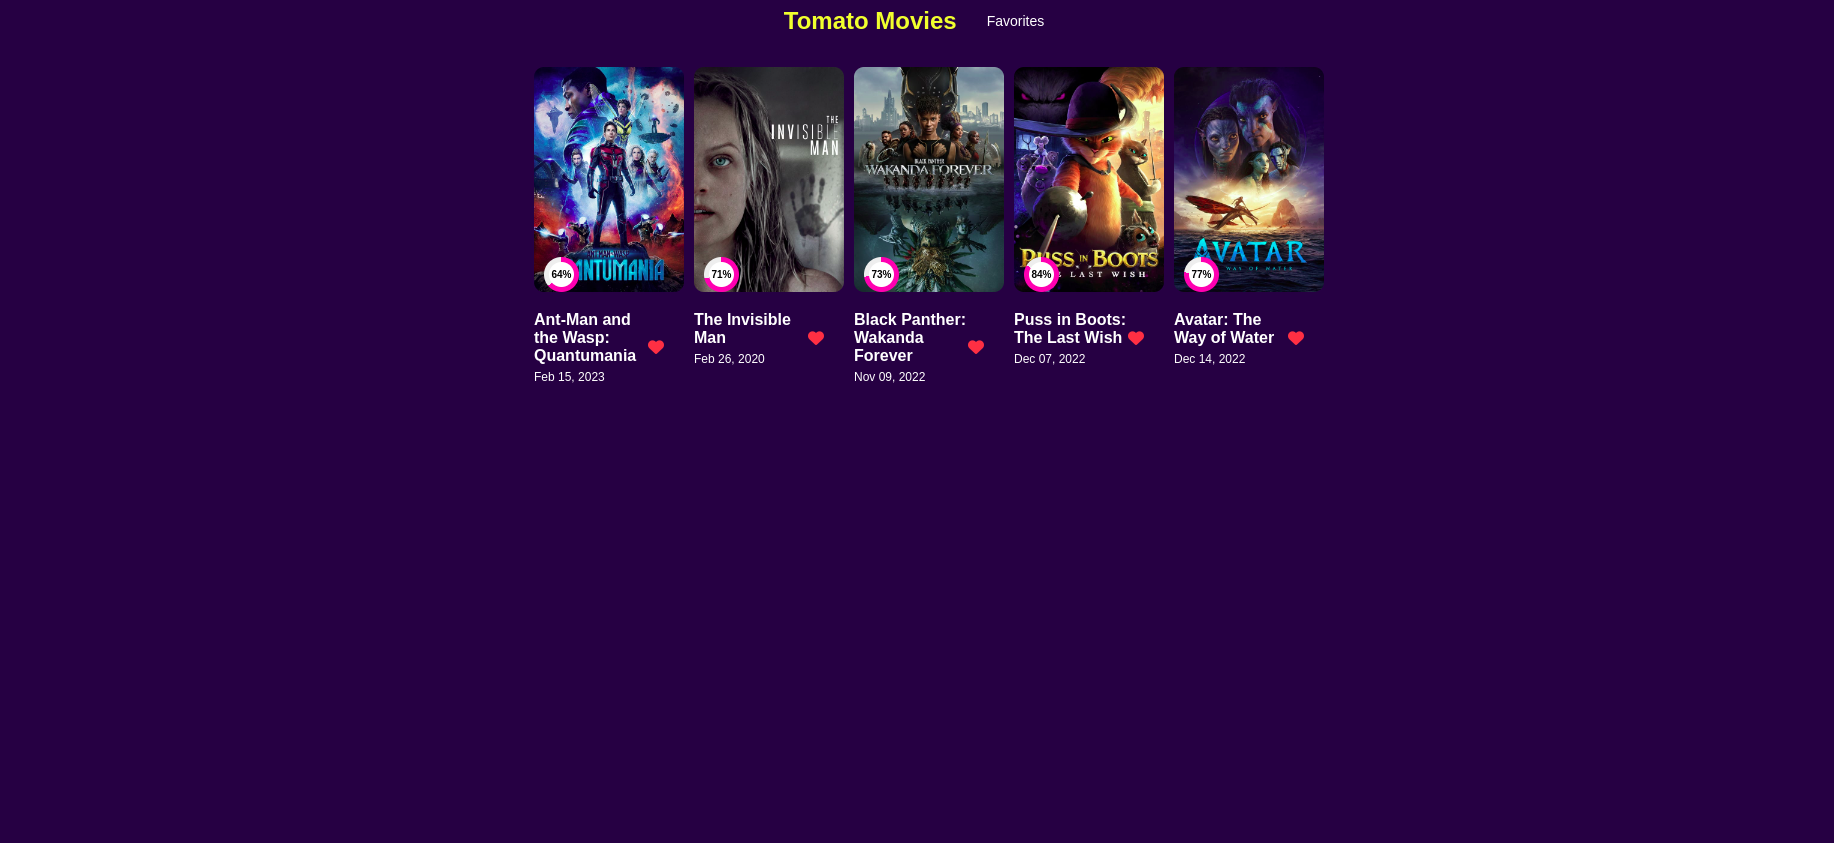 Tomato Movies Favorites
THE
INVISIBLE
MAN
BLACK PANTHER
WAKANDA FOREVER
PUSS IN BOOTS
LAST WISH
AVATAR
WAY OF WATER
64%
71%
73%
84%
77%
Ant-Man and
the Wasp:
Quantumania
Feb 15, 2023
The Invisible
Man
Feb 26, 2020
Black Panther:
Wakanda
Forever
Nov 09, 2022
Puss in Boots:
The Last Wish
Dec 07, 2022
Avatar: The
Way of Water
Dec 14, 2022